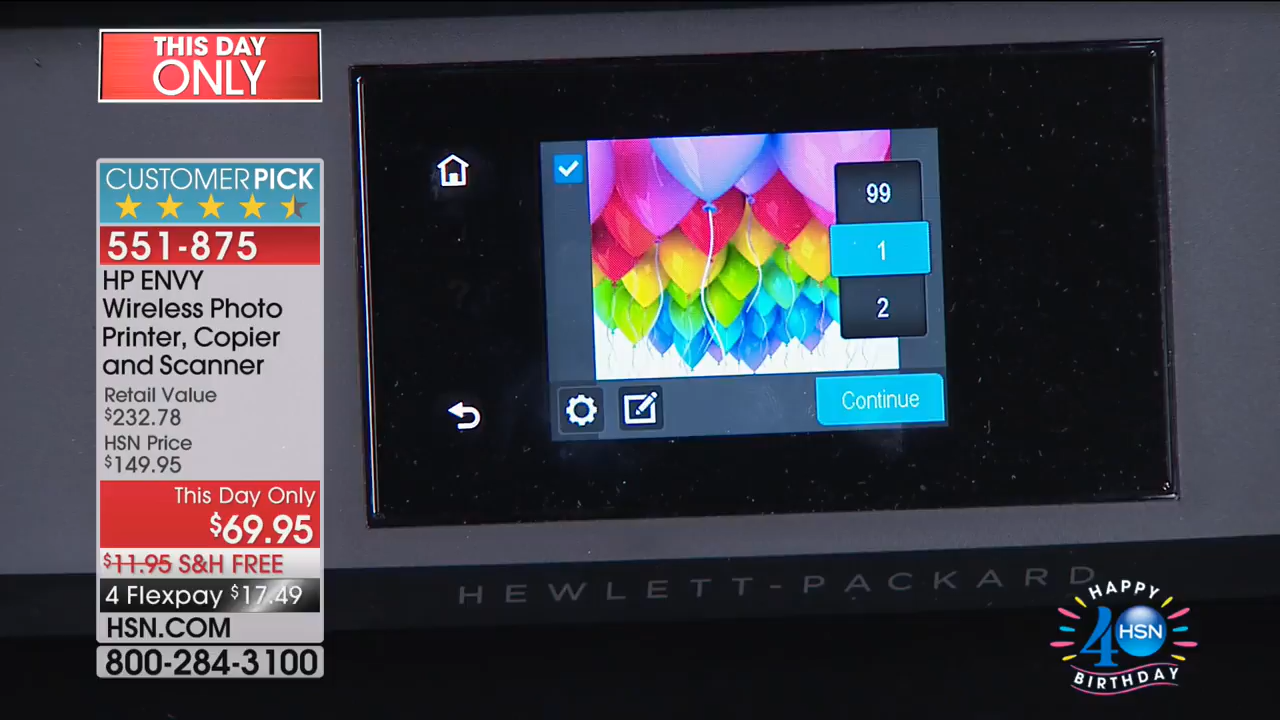 THIS DAY
ONLY
CUSTOMER PICK
551-875
HP ENVY
Wireless Photo
Printer, Copier
and Scanner
Retail Value
$232.78
HSN Price
$149.95
This Day Only
$69.95
$11.95 S&H FREE
4 Flexpay $17.49
HSN.COM
800-284-3100
99
1
2
Continue
HEWLETT-PACKARD
HAPPY
40 HSN
BIRTHDAY